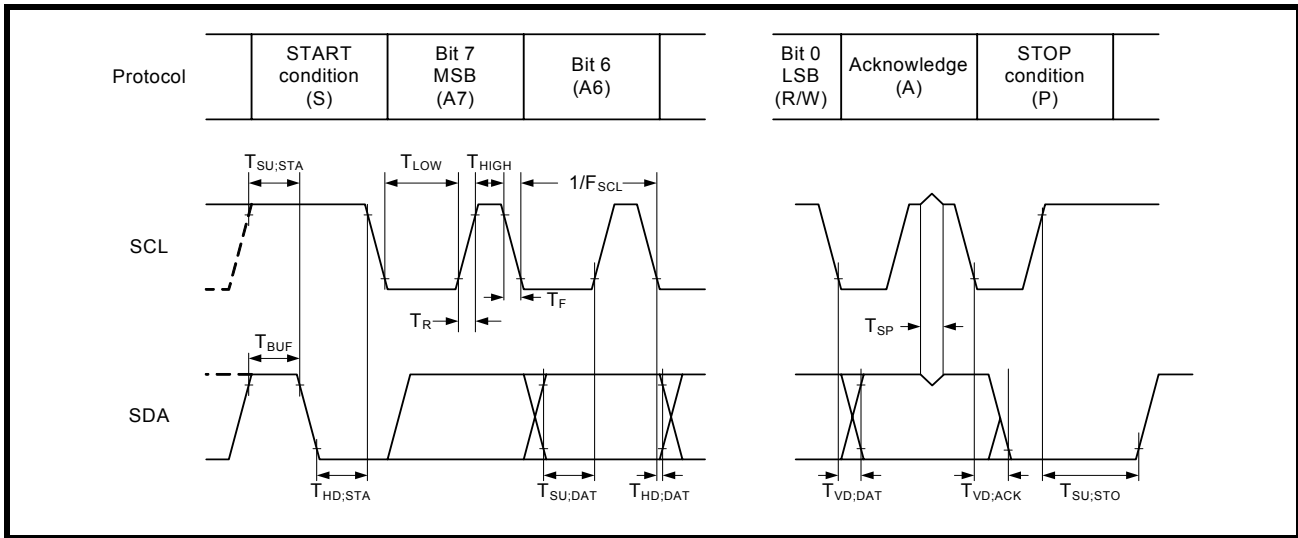 Protocol
START
condition
(S)
Bit 7
MSB
(A7)
Bit 6
(A6)
Bit 0
LSB
(R/W)
Acknowledge
(A)
STOP
condition
(P)
TSU;STA
TLOW
THIGH
1/FSCL
SCL
TF
TR
TSP
TBUF
SDA
THD;STA
TSU;DAT
THD;DAT
TVD;DAT
TVD;ACK
TSU;STO